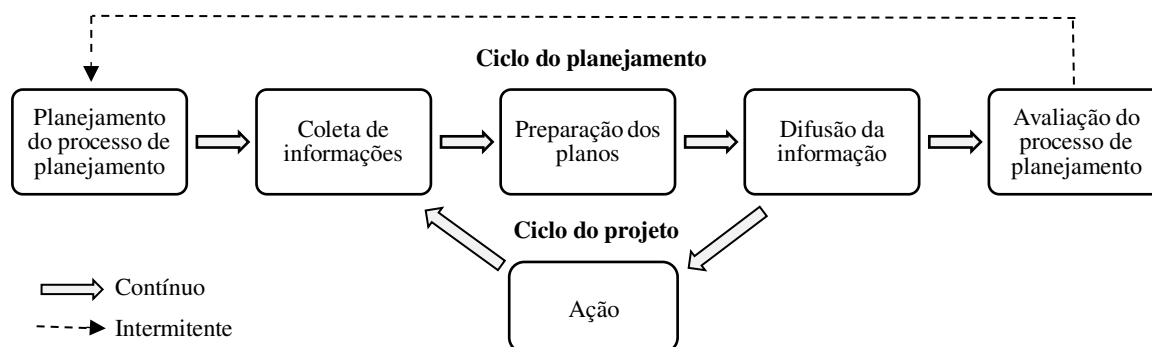 Ciclo do planejamento
Planejamento
do processo de
planejamento
Coleta de
informações
Preparação dos
planos
Difusão da
informação
Avaliação do
processo de
planejamento
Ciclo do projeto
Ação
Contínuo
Intermitente